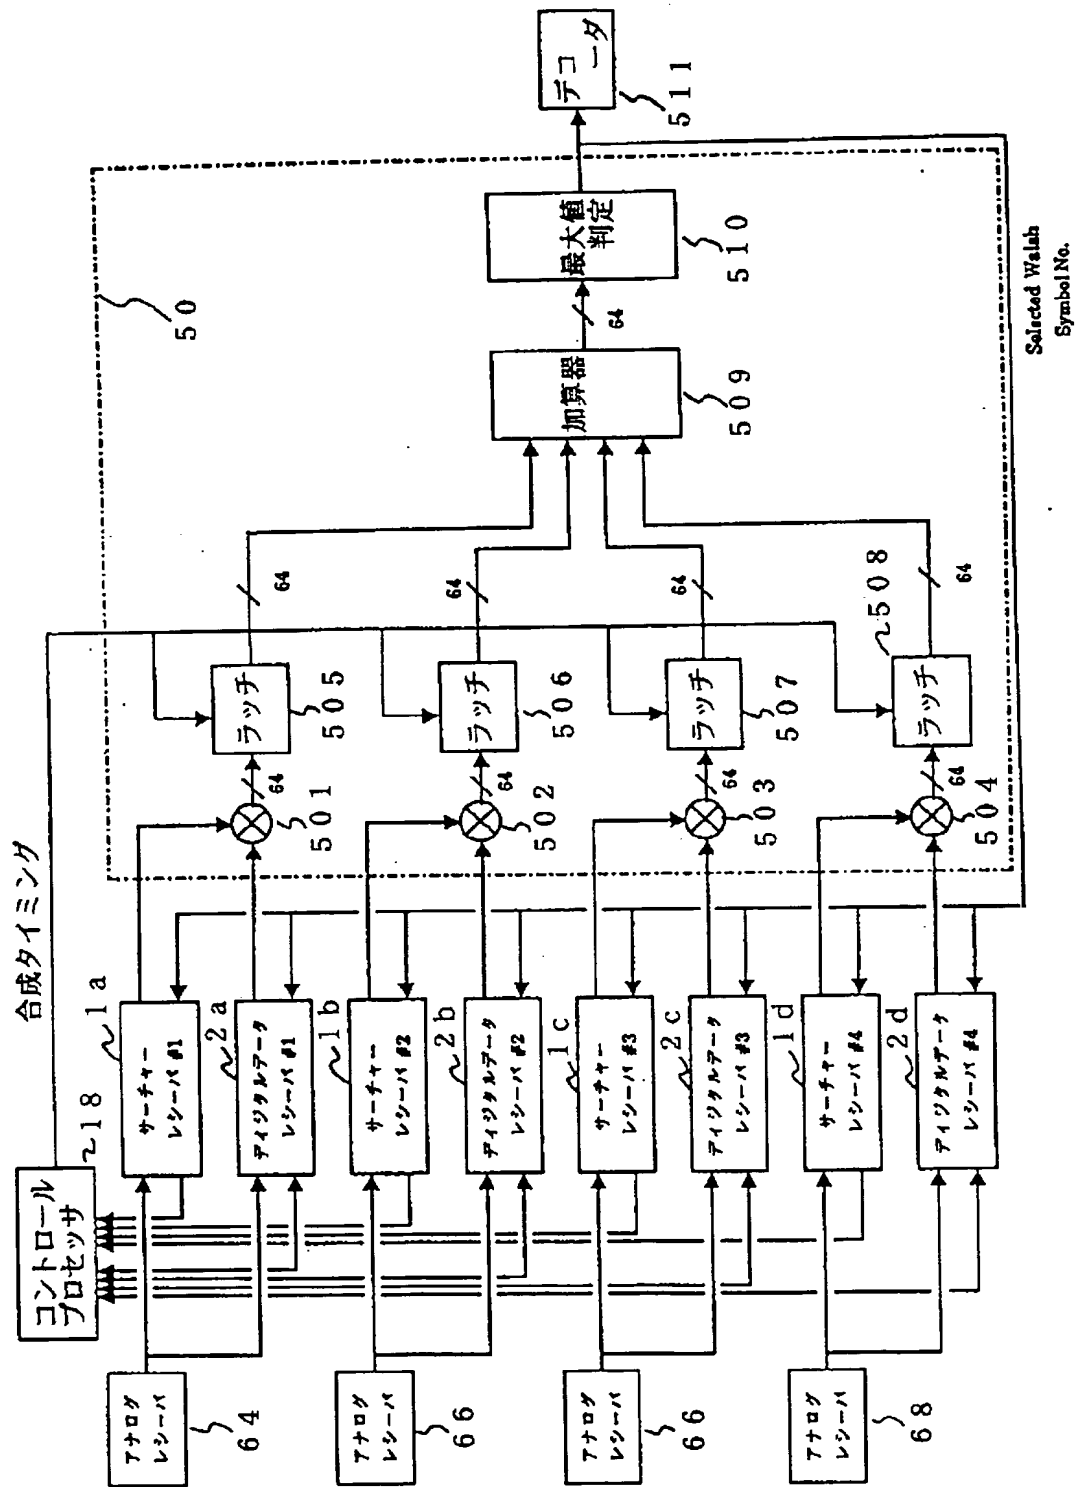 コントロール
プロセッサ
18
合成タイミング
アナログ
レシーバ
64
サーチャー
レシーバ #1
1a
ディジタルデータ
レシーバ #1
2a
501
64
ラッチ
505
64
アナログ
レシーバ
66
サーチャー
レシーバ #2
1b
ディジタルデータ
レシーバ #2
2b
502
64
ラッチ
506
64
アナログ
レシーバ
66
サーチャー
レシーバ #3
1c
ディジタルデータ
レシーバ #3
2c
503
64
ラッチ
507
64
アナログ
レシーバ
68
サーチャー
レシーバ #4
1d
ディジタルデータ
レシーバ #4
2d
504
64
ラッチ
508
64
50
加算器
509
64
最大値
判定
510
デコ
ータ
511
Selected Walsh
Symbol No.